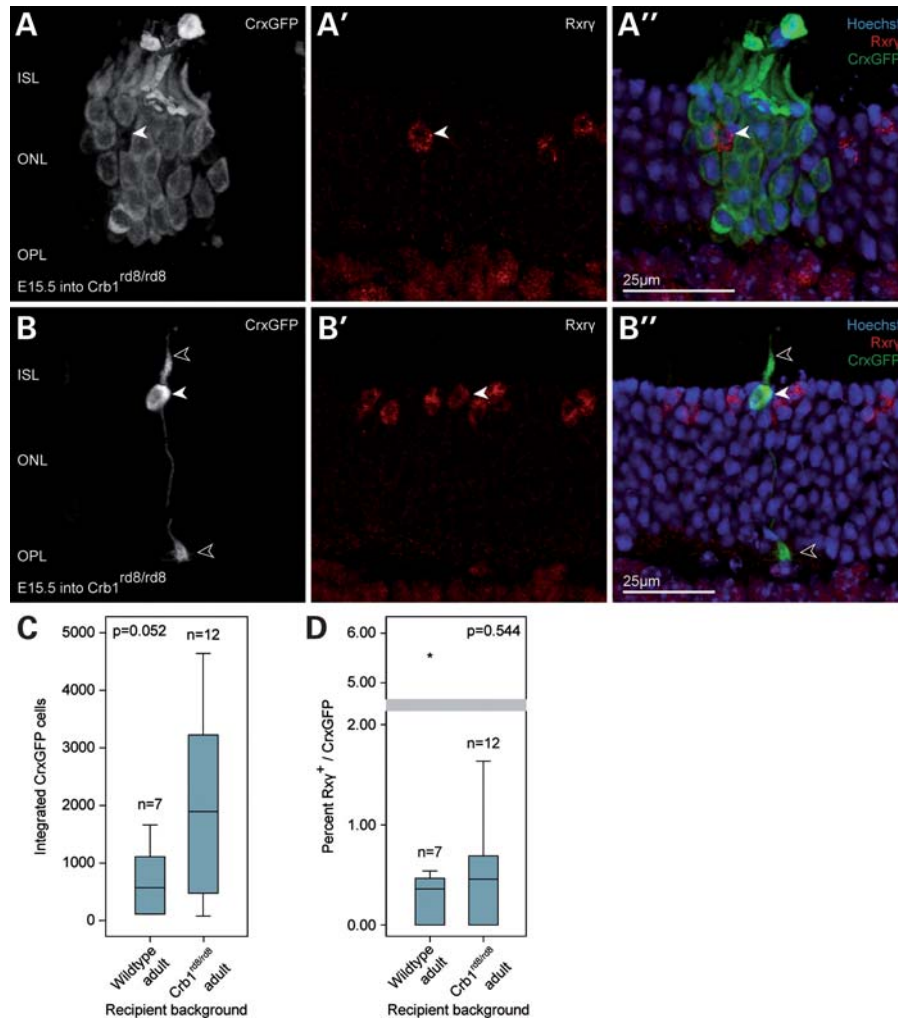 A
CrxGFP
ISL
ONL
OPL
E15.5 into Crb1rd8/rd8
A′
Rxrγ
A′′
Hoechst
Rxrγ
CrxGFP
25μm
B
CrxGFP
ISL
ONL
OPL
E15.5 into Crb1rd8/rd8
B′
Rxrγ
B′′
Hoechst
Rxrγ
CrxGFP
25μm
C
Integrated CrxGFP cells
5000
4000
3000
2000
1000
0
p=0.052
n=12
n=7
Wildtype adult
Crb1rd8/rd8 adult
Recipient background
D
Percent Rxγ+ / CrxGFP
6.00
5.00
2.00
1.00
0.00
p=0.544
*
n=12
n=7
Wildtype adult
Crb1rd8/rd8 adult
Recipient background